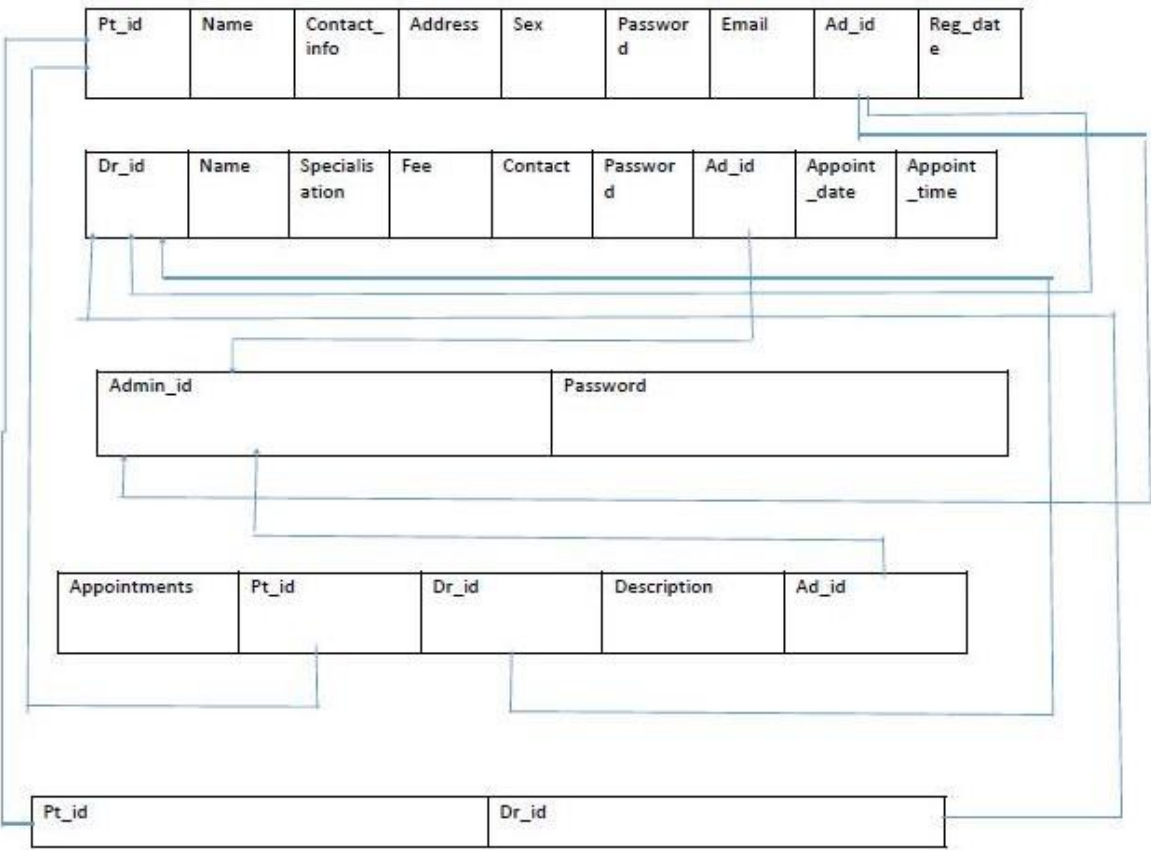 Pt_id Name Contact_ Address Sex Passwor Email Ad_id Reg_dat
info d e
Dr_id Name Specialis Fee Contact Passwor Ad_id Appoint Appoint
ation d _date _time
Admin_id Password
Appointments Pt_id Dr_id Description Ad_id
Pt_id Dr_id